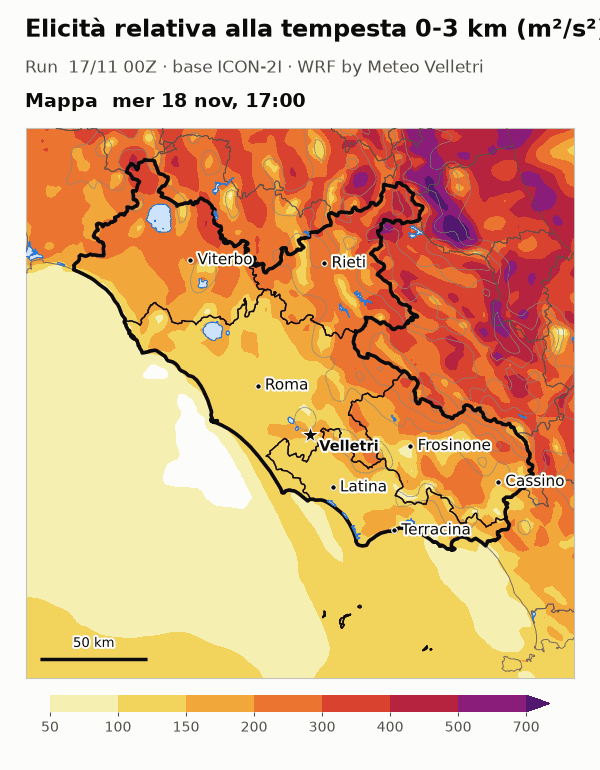 Elicità relativa alla tempesta 0-3 km (m²/s²)
Run  17/11 00Z · base ICON-2I · WRF by Meteo Velletri
Mappa  mer 18 nov, 17:00
Viterbo
Rieti
Roma
Velletri
Frosinone
Latina
Cassino
Terracina
50 km
50 100 150 200 300 400 500 700